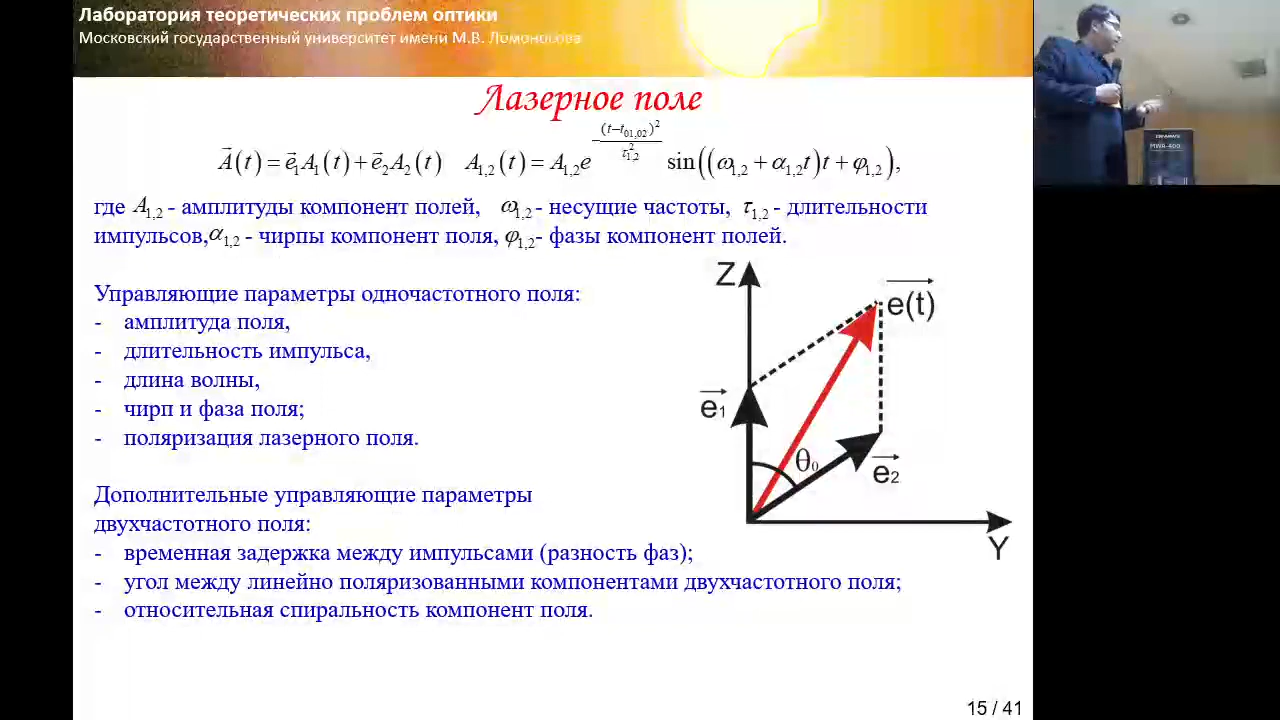 Лаборатория теоретических проблем оптики
Московский государственный университет имени М.В. Ломоносова
Лазерное поле
A⃗(t) = e⃗₁A₁(t) + e⃗₂A₂(t) A₁,₂(t) = A₁,₂e^(−(t−t₀₁,₀₂)²/τ²₁,₂) sin((ω₁,₂ + α₁,₂t)t + φ₁,₂),
где A₁,₂ - амплитуды компонент полей, ω₁,₂ - несущие частоты, τ₁,₂ - длительности
импульсов, α₁,₂ - чирпы компонент поля, φ₁,₂ - фазы компонент полей.
Управляющие параметры одночастотного поля:
- амплитуда поля,
- длительность импульса,
- длина волны,
- чирп и фаза поля;
- поляризация лазерного поля.
Дополнительные управляющие параметры
двухчастотного поля:
- временная задержка между импульсами (разность фаз);
- угол между линейно поляризованными компонентами двухчастотного поля;
- относительная спиральность компонент поля.
Z
e(t)
e₁
θ₀
e₂
Y
15 / 41